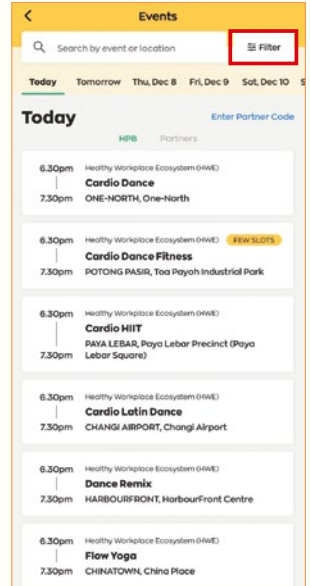 Events
Search by event or location
Filter
Today Tomorrow Thu, Dec 8 Fri, Dec 9 Sat, Dec 10 S
Today
Enter Partner Code
HPB Partners
6.30pm Healthy Workplace Ecosystem (HWE)
Cardio Dance
7.30pm ONE-NORTH, One-North
6.30pm Healthy Workplace Ecosystem (HWE) FEW SLOTS
Cardio Dance Fitness
7.30pm POTONG PASIR, Toa Payoh Industrial Park
6.30pm Healthy Workplace Ecosystem (HWE)
Cardio HIIT
PAYA LEBAR, Paya Lebar Precinct (Paya
7.30pm Lebar Square)
6.30pm Healthy Workplace Ecosystem (HWE)
Cardio Latin Dance
7.30pm CHANGI AIRPORT, Changi Airport
6.30pm Healthy Workplace Ecosystem (HWE)
Dance Remix
7.30pm HARBOURFRONT, HarbourFront Centre
6.30pm Healthy Workplace Ecosystem (HWE)
Flow Yoga
7.30pm CHINATOWN, China Place